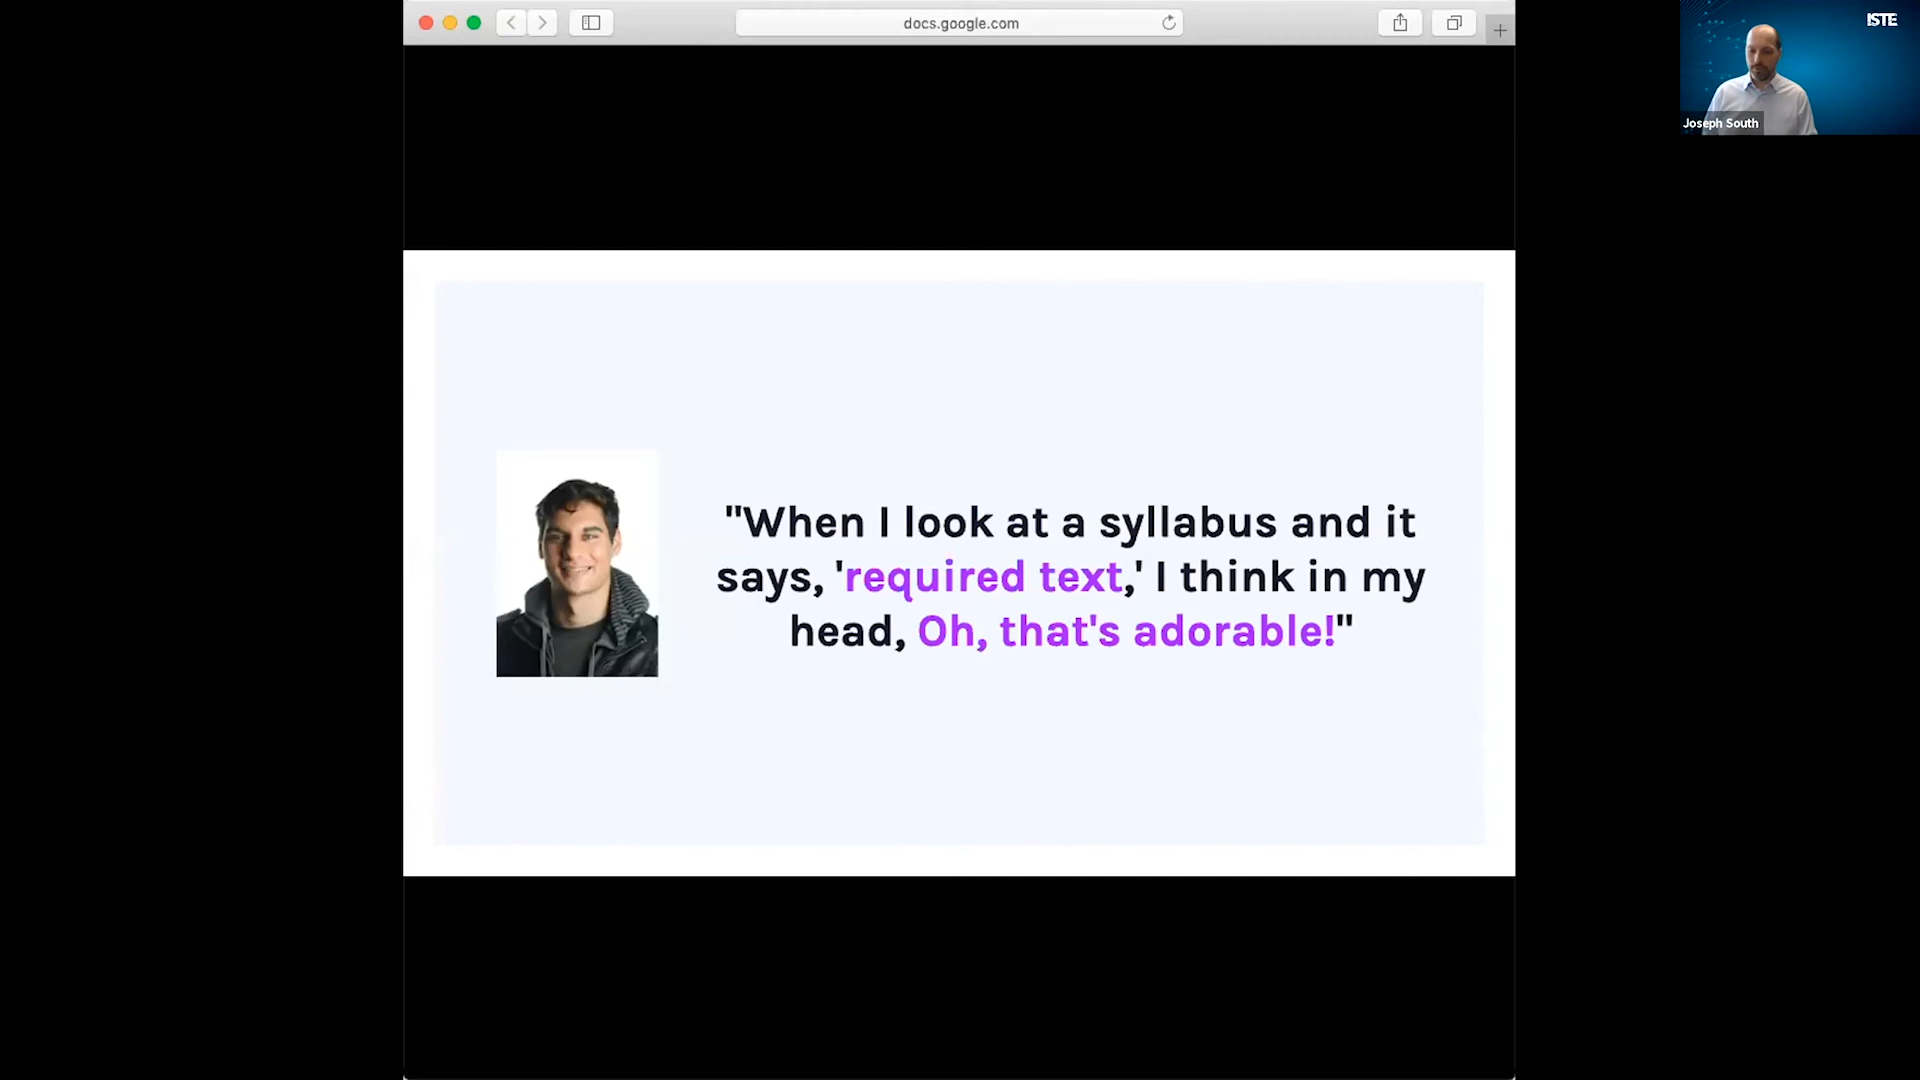 docs.google.com
ISTE
Joseph South
"When I look at a syllabus and it
says, 'required text,' I think in my
head, Oh, that's adorable!"